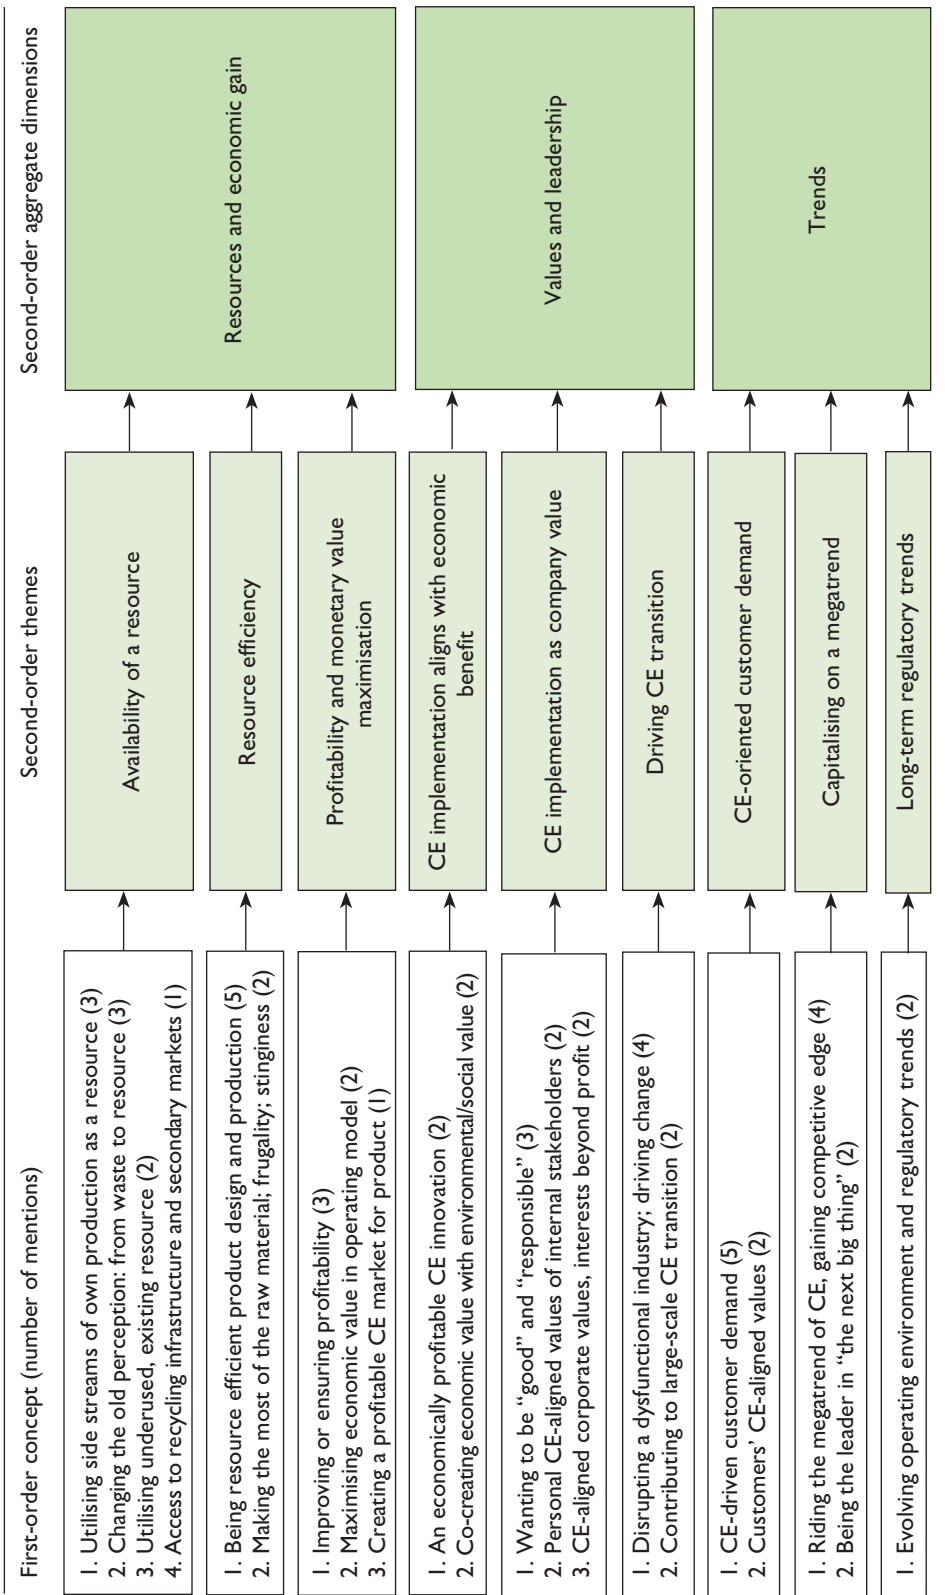 First-order concept (number of mentions)
Second-order themes
Second-order aggregate dimensions
1. Utilising side streams of own production as a resource (3)
2. Changing the old perception: from waste to resource (3)
3. Utilising underused, existing resource (2)
4. Access to recycling infrastructure and secondary markets (1)
Availability of a resource
1. Being resource efficient product design and production (5)
2. Making the most of the raw material; frugality; stinginess (2)
Resource efficiency
1. Improving or ensuring profitability (3)
2. Maximising economic value in operating model (2)
3. Creating a profitable CE market for product (1)
Profitability and monetary value
maximisation
Resources and economic gain
1. An economically profitable CE innovation (2)
2. Co-creating economic value with environmental/social value (2)
CE implementation aligns with economic
benefit
1. Wanting to be “good” and “responsible” (3)
2. Personal CE-aligned values of internal stakeholders (2)
3. CE-aligned corporate values, interests beyond profit (2)
CE implementation as company value
1. Disrupting a dysfunctional industry; driving change (4)
2. Contributing to large-scale CE transition (2)
Driving CE transition
Values and leadership
1. CE-driven customer demand (5)
2. Customers’ CE-aligned values (2)
CE-oriented customer demand
1. Riding the megatrend of CE, gaining competitive edge (4)
2. Being the leader in “the next big thing” (2)
Capitalising on a megatrend
1. Evolving operating environment and regulatory trends (2)
Long-term regulatory trends
Trends